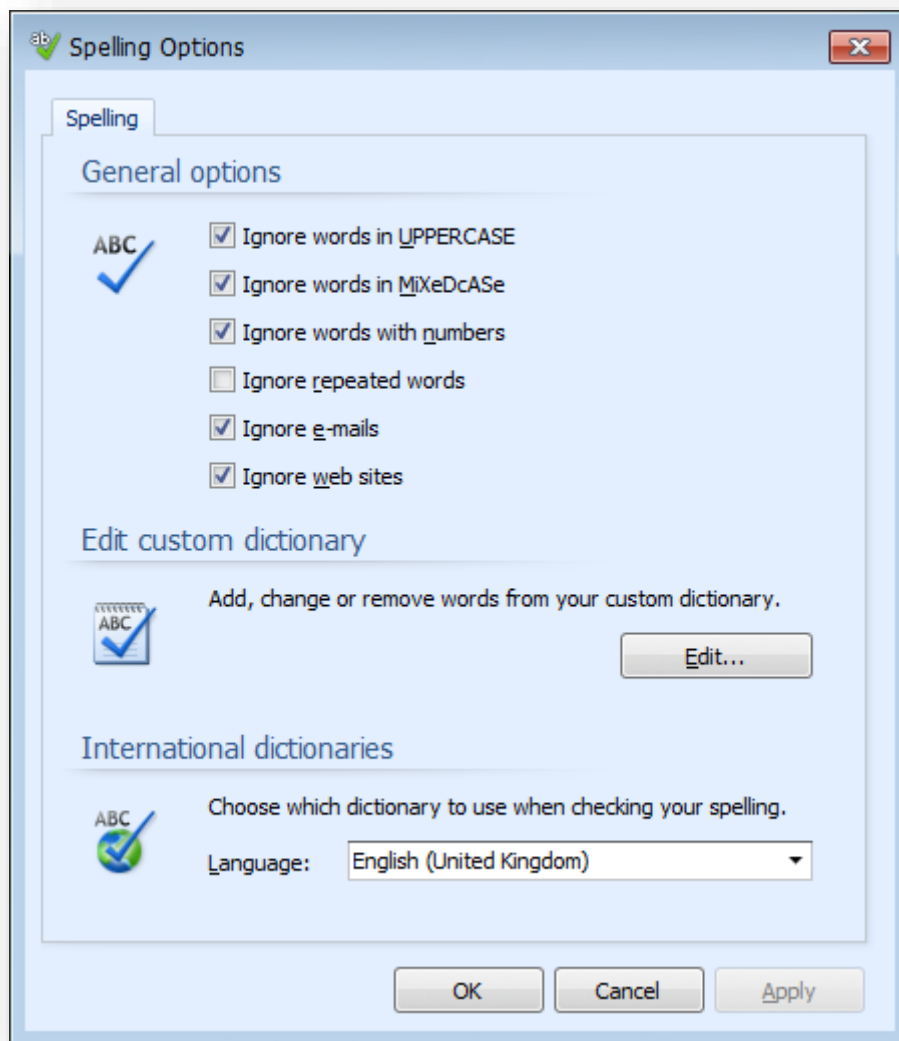 ab
Spelling Options
Spelling
General options
ABC
Ignore words in UPPERCASE
Ignore words in MiXeDcASe
Ignore words with numbers
Ignore repeated words
Ignore e-mails
Ignore web sites
Edit custom dictionary
ABC
Add, change or remove words from your custom dictionary.
Edit...
International dictionaries
ABC
Choose which dictionary to use when checking your spelling.
Language: English (United Kingdom)
OK Cancel Apply